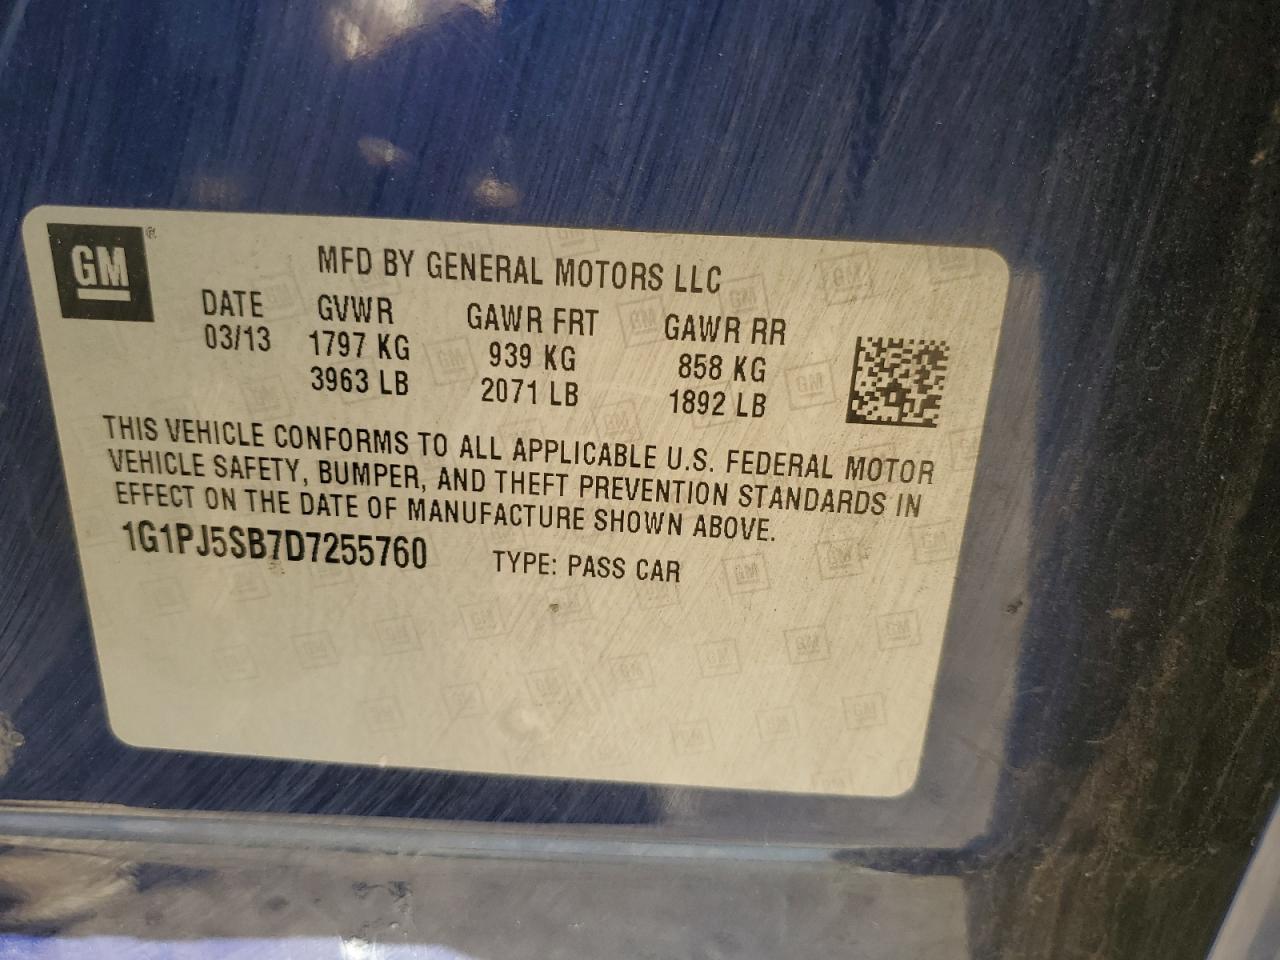 GM®
MFD BY GENERAL MOTORS LLC
DATE GVWR GAWR FRT GAWR RR
03/13 1797 KG 939 KG 858 KG
3963 LB 2071 LB 1892 LB
THIS VEHICLE CONFORMS TO ALL APPLICABLE U.S. FEDERAL MOTOR
VEHICLE SAFETY, BUMPER, AND THEFT PREVENTION STANDARDS IN
EFFECT ON THE DATE OF MANUFACTURE SHOWN ABOVE.
1G1PJ5SB7D7255760 TYPE: PASS CAR